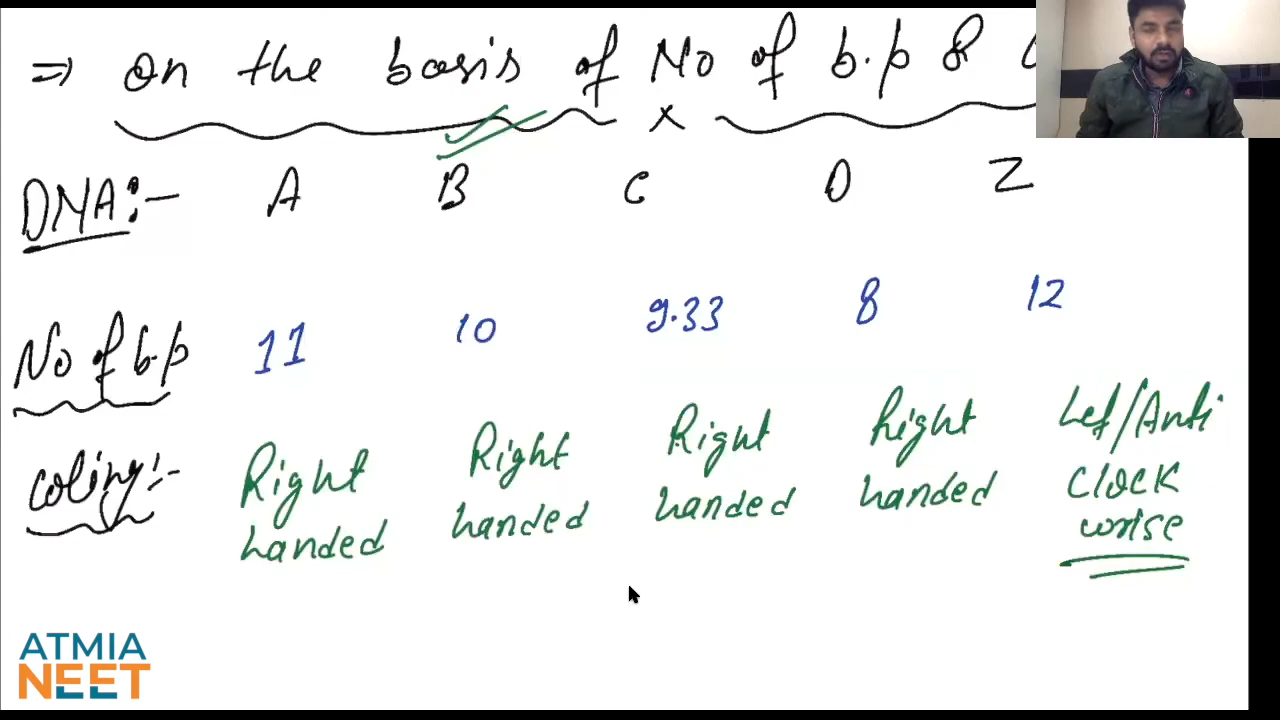 => On the basis of No of b.p &
x
DNA:- A B C D Z
No of b.p 11 10 9.33 8 12
coling:- Right handed Right handed Right handed Right handed Lef/Anti clock wise
ATMIA
NEET